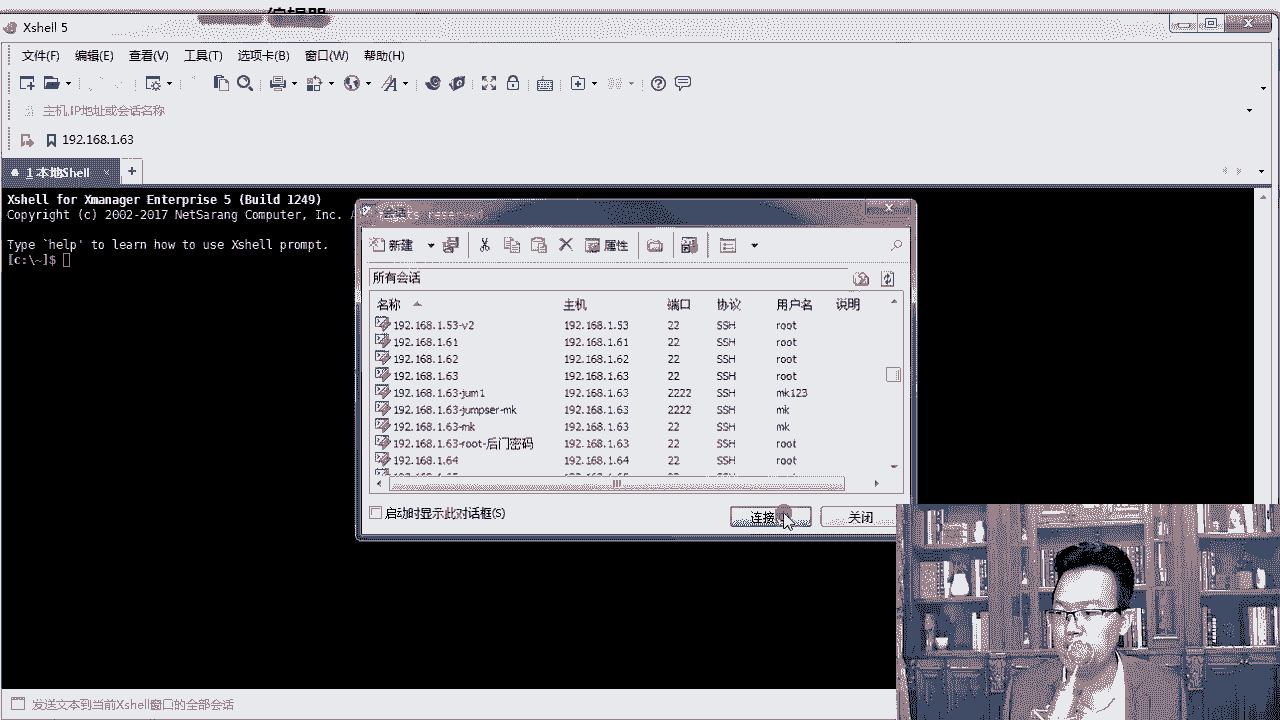 编辑器
Xshell 5
文件(F) 编辑(E) 查看(V) 工具(T) 选项卡(B) 窗口(W) 帮助(H)
主机,IP地址或会话名称
192.168.1.63
1 本地Shell × +
Xshell for Xmanager Enterprise 5 (Build 1249)
Copyright (c) 2002-2017 NetSarang Computer, Inc.
Type `help' to learn how to use Xshell prompt.
[c:\~]$
会话
新建 属性
所有会话
名称 主机 端口 协议 用户名 说明
192.168.1.53-v2 192.168.1.53 22 SSH root
192.168.1.61 192.168.1.61 22 SSH root
192.168.1.62 192.168.1.62 22 SSH root
192.168.1.63 192.168.1.63 22 SSH root
192.168.1.63-jum1 192.168.1.63 2222 SSH mk123
192.168.1.63-jumpser-mk 192.168.1.63 2222 SSH mk
192.168.1.63-mk 192.168.1.63 22 SSH mk
192.168.1.63-root-后门密码 192.168.1.63 22 SSH root
192.168.1.64 192.168.1.64 22 SSH root
启动时显示此对话框(S) 连接 关闭
发送文本到当前Xshell窗口的全部会话